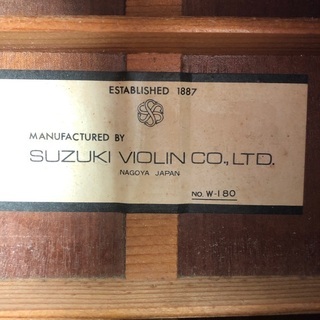 ESTABLISHED 1887
MANUFACTURED BY
SUZUKI VIOLIN CO., LTD.
NAGOYA JAPAN
NO. W-180